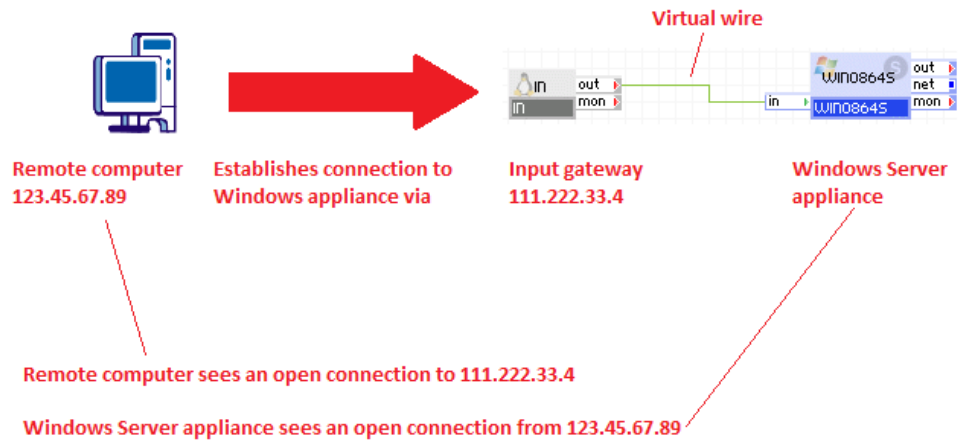 Virtual wire
in
out
mon
IN
in
WIN0864S
S
out
net
mon
WIN0864S
Remote computer
123.45.67.89
Establishes connection to
Windows appliance via
Input gateway
111.222.33.4
Windows Server
appliance
Remote computer sees an open connection to 111.222.33.4
Windows Server appliance sees an open connection from 123.45.67.89